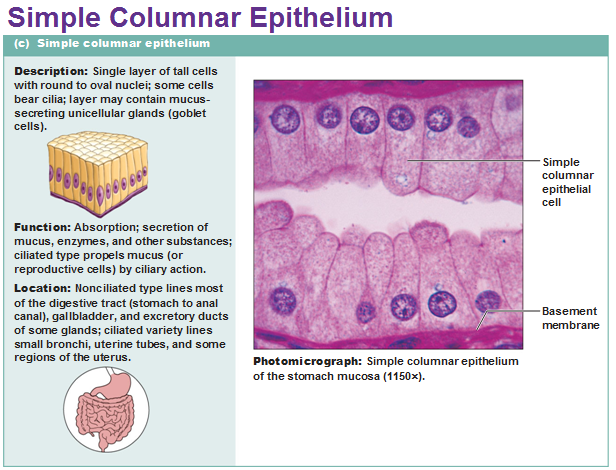 Simple Columnar Epithelium
(c) Simple columnar epithelium
Description: Single layer of tall cells
with round to oval nuclei; some cells
bear cilia; layer may contain mucus-
secreting unicellular glands (goblet
cells).
Function: Absorption; secretion of
mucus, enzymes, and other substances;
ciliated type propels mucus (or
reproductive cells) by ciliary action.
Location: Nonciliated type lines most
of the digestive tract (stomach to anal
canal), gallbladder, and excretory ducts
of some glands; ciliated variety lines
small bronchi, uterine tubes, and some
regions of the uterus.
Simple
columnar
epithelial
cell
Basement
membrane
Photomicrograph: Simple columnar epithelium
of the stomach mucosa (1150×).